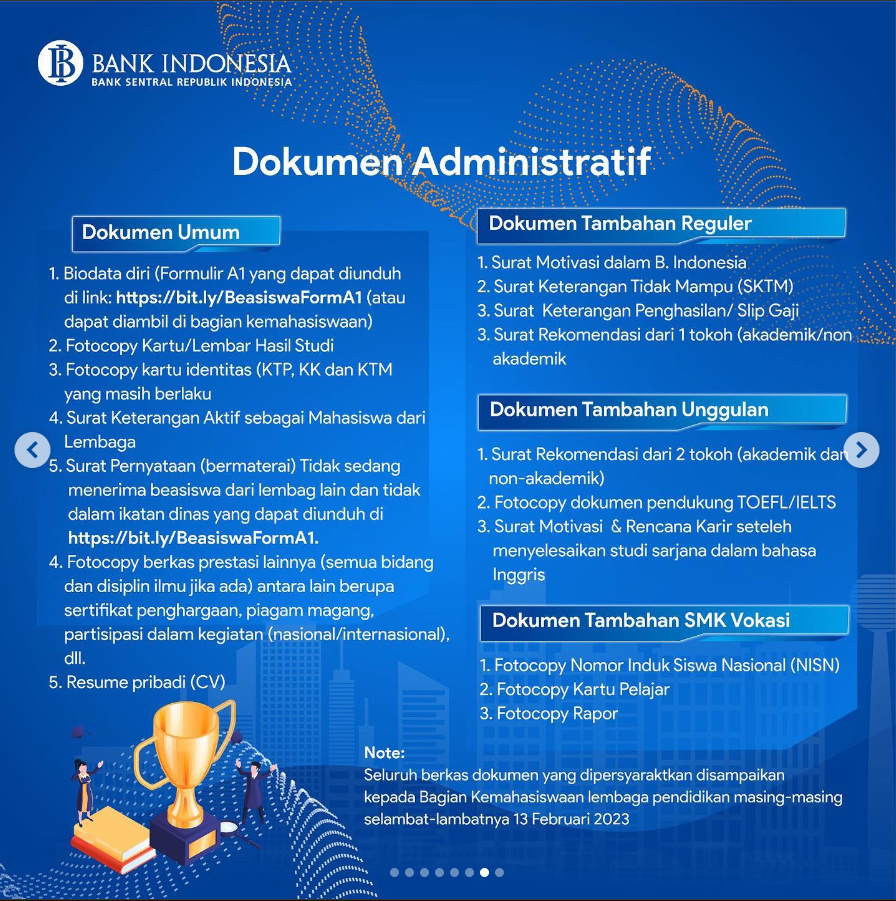 BANK INDONESIA
BANK SENTRAL REPUBLIK INDONESIA
Dokumen Administratif
Dokumen Umum
1. Biodata diri (Formulir A1 yang dapat diunduh
di link: https://bit.ly/BeasiswaFormA1 (atau
dapat diambil di bagian kemahasiswaan)
2. Fotocopy Kartu/Lembar Hasil Studi
3. Fotocopy kartu identitas (KTP, KK dan KTM
yang masih berlaku
4. Surat Keterangan Aktif sebagai Mahasiswa dari
Lembaga
5. Surat Pernyataan (bermaterai) Tidak sedang
menerima beasiswa dari lembag lain dan tidak
dalam ikatan dinas yang dapat diunduh di
https://bit.ly/BeasiswaFormA1.
4. Fotocopy berkas prestasi lainnya (semua bidang
dan disiplin ilmu jika ada) antara lain berupa
sertifikat penghargaan, piagam magang,
partisipasi dalam kegiatan (nasional/internasional),
dll.
5. Resume pribadi (CV)
Dokumen Tambahan Reguler
1. Surat Motivasi dalam B. Indonesia
2. Surat Keterangan Tidak Mampu (SKTM)
3. Surat Keterangan Penghasilan/ Slip Gaji
3. Surat Rekomendasi dari 1 tokoh (akademik/non
akademik
Dokumen Tambahan Unggulan
1. Surat Rekomendasi dari 2 tokoh (akademik dan
non-akademik)
2. Fotocopy dokumen pendukung TOEFL/IELTS
3. Surat Motivasi & Rencana Karir seteleh
menyelesaikan studi sarjana dalam bahasa
Inggris
Dokumen Tambahan SMK Vokasi
1. Fotocopy Nomor Induk Siswa Nasional (NISN)
2. Fotocopy Kartu Pelajar
3. Fotocopy Rapor
Note:
Seluruh berkas dokumen yang dipersyaraktkan disampaikan
kepada Bagian Kemahasiswaan lembaga pendidikan masing-masing
selambat-lambatnya 13 Februari 2023